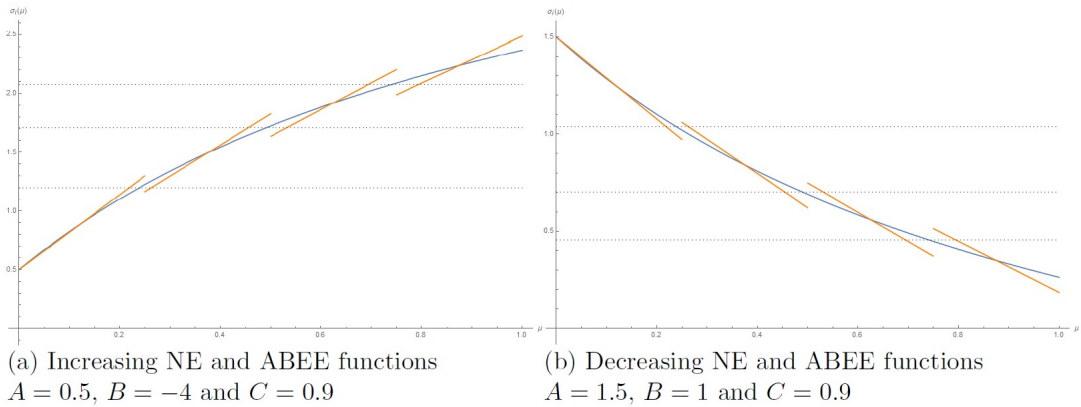 σᵢ(μ)
2.5
2.0
1.5
1.0
0.5
0.2 0.4 0.6 0.8 1.0 μ
(a) Increasing NE and ABEE functions
A = 0.5, B = −4 and C = 0.9
σᵢ(μ)
1.5
1.0
0.5
0.2 0.4 0.6 0.8 1.0 μ
(b) Decreasing NE and ABEE functions
A = 1.5, B = 1 and C = 0.9